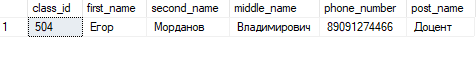 class_id first_name second_name middle_name phone_number post_name
1 504 Егор Морданов Владимирович 89091274466 Доцент